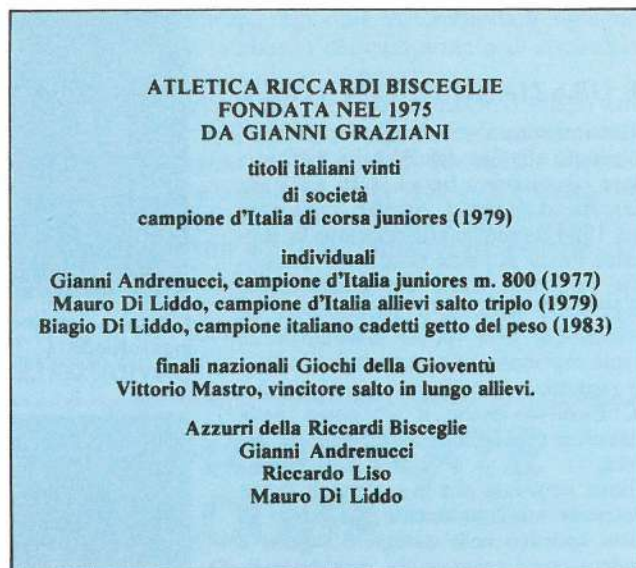 ATLETICA RICCARDI BISCEGLIE
FONDATA NEL 1975
DA GIANNI GRAZIANI
titoli italiani vinti
di società
campione d'Italia di corsa juniores (1979)
individuali
Gianni Andrenucci, campione d'Italia juniores m. 800 (1977)
Mauro Di Liddo, campione d'Italia allievi salto triplo (1979)
Biagio Di Liddo, campione italiano cadetti getto del peso (1983)
finali nazionali Giochi della Gioventù
Vittorio Mastro, vincitore salto in lungo allievi.
Azzurri della Riccardi Bisceglie
Gianni Andrenucci
Riccardo Liso
Mauro Di Liddo